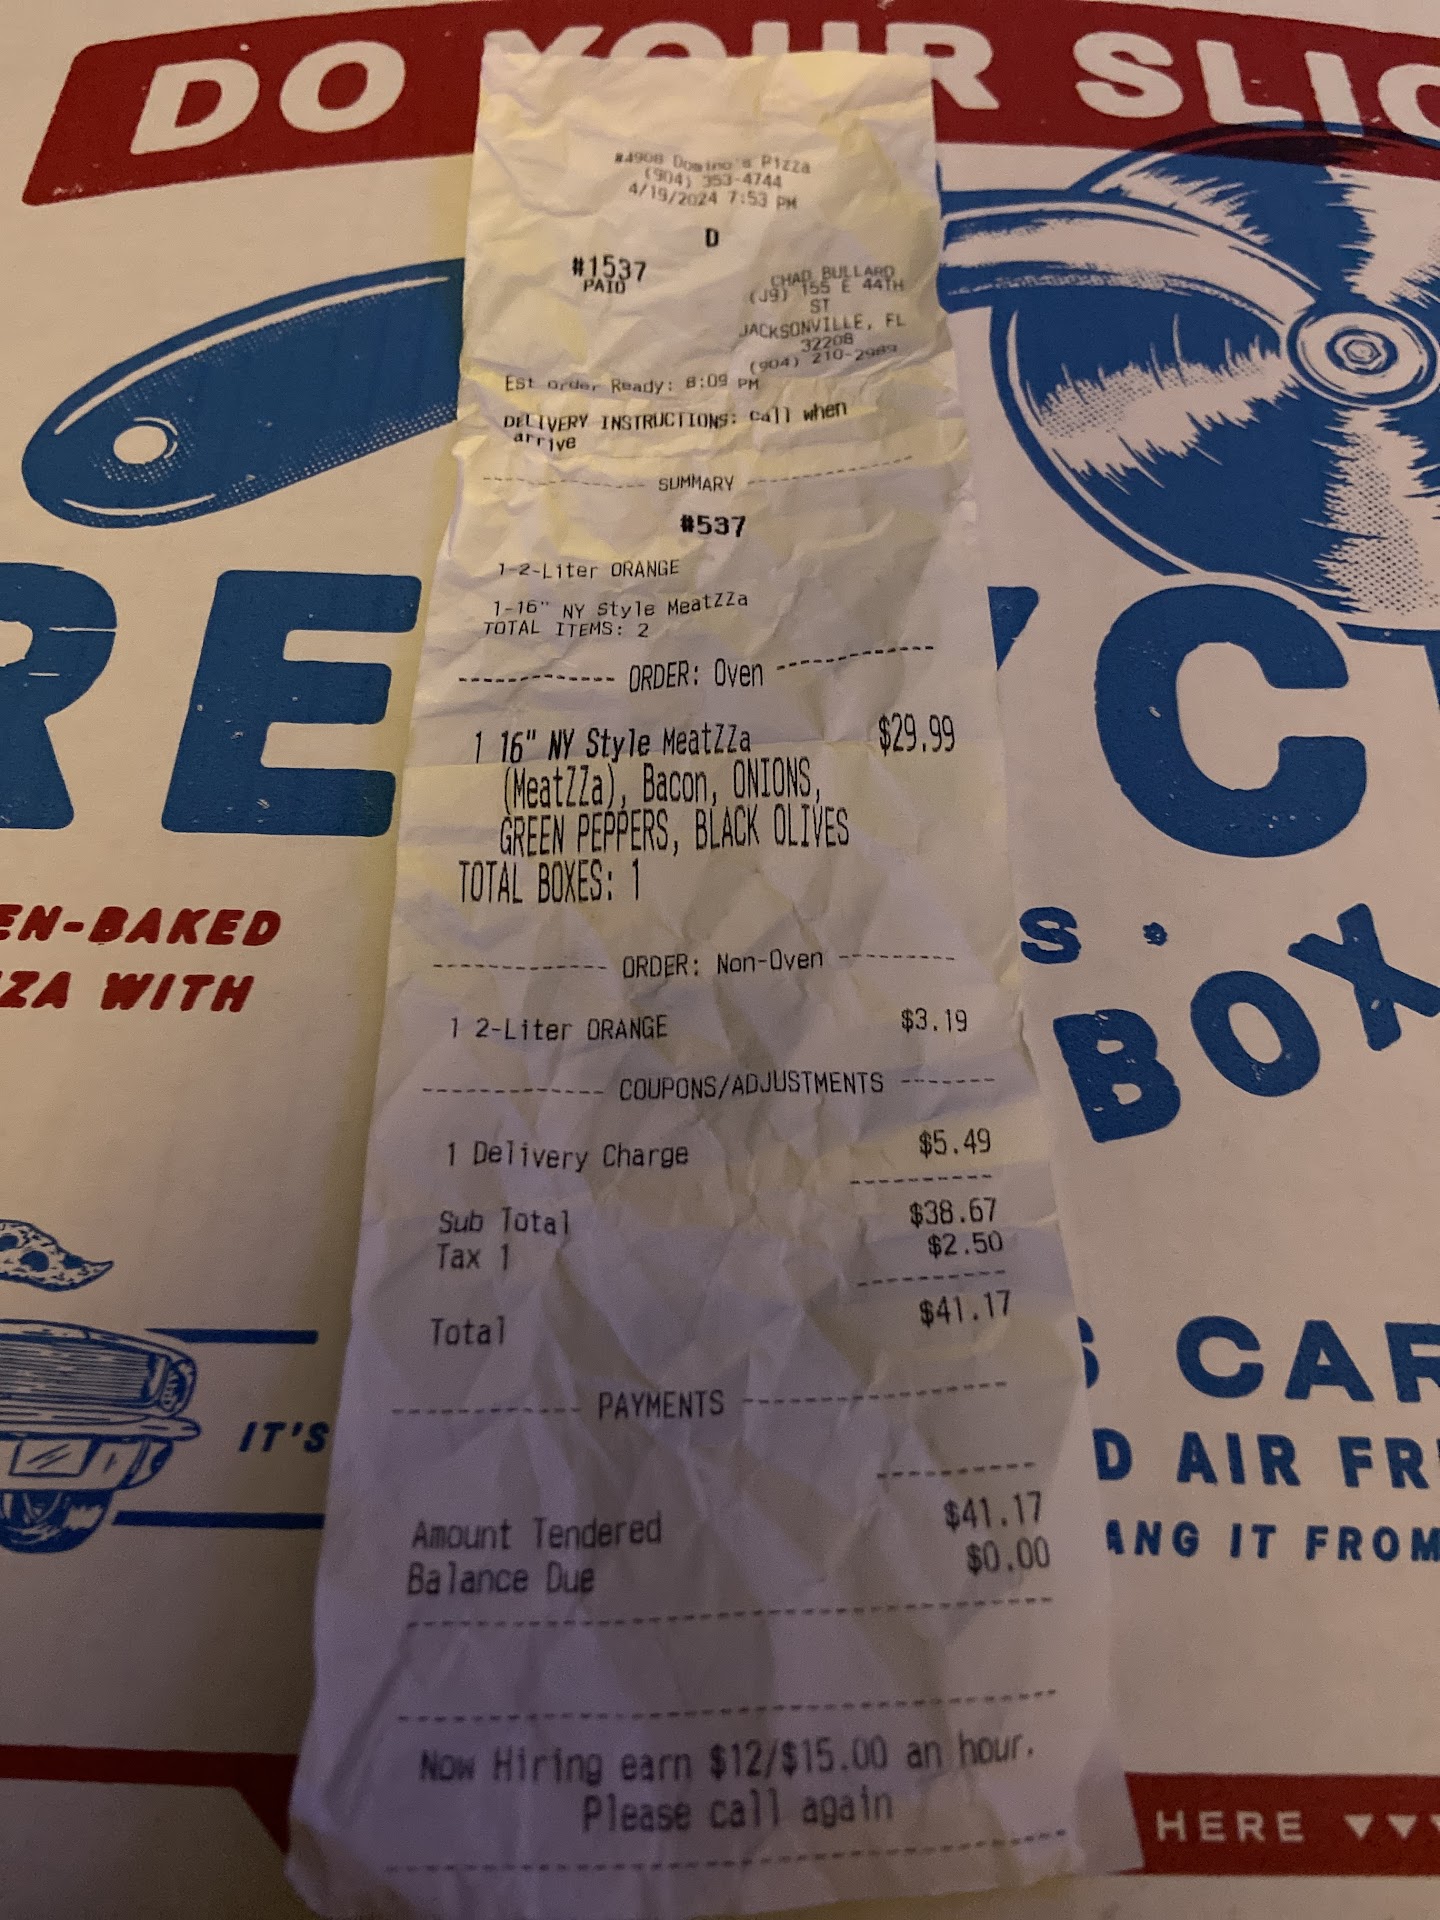 DO YOUR SLIC
#4908 Domino's Pizza
(904) 353-4744
4/19/2024 7:53 PM
D
#1537
PAID
CHAD BULLARD
(J9) 155 E 44TH
ST
JACKSONVILLE, FL
32208
(904) 210-2989
Est order Ready: 8:09 PM
DELIVERY INSTRUCTIONS: Call when
arrive
SUMMARY
#537
1-2-Liter ORANGE
1-16" NY Style MeatZZa
TOTAL ITEMS: 2
ORDER: Oven
1 16" NY Style MeatZZa $29.99
(MeatZZa), Bacon, ONIONS,
GREEN PEPPERS, BLACK OLIVES
TOTAL BOXES: 1
ORDER: Non-Oven
1 2-Liter ORANGE $3.19
COUPONS/ADJUSTMENTS
1 Delivery Charge $5.49
Sub Total $38.67
Tax 1 $2.50
Total $41.17
PAYMENTS
Amount Tendered $41.17
Balance Due $0.00
Now Hiring earn $12/$15.00 an hour.
Please call again
RE YC
EN-BAKED
ZA WITH
S.
BOX
IT'S
S CAR
D AIR FR
ANG IT FROM
HERE